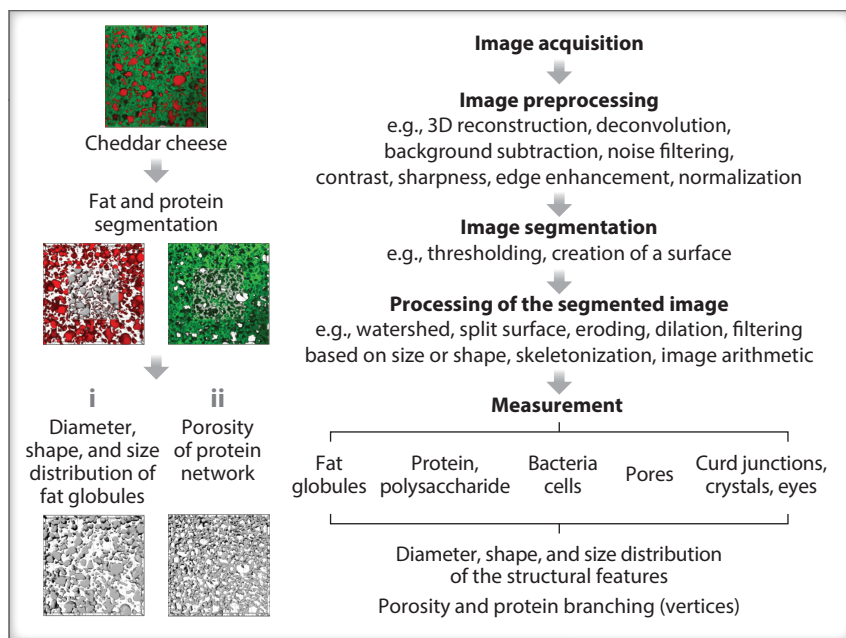 Cheddar cheese
Fat and protein
segmentation
i
Diameter,
shape, and size
distribution of
fat globules
ii
Porosity
of protein
network
Image acquisition
Image preprocessing
e.g., 3D reconstruction, deconvolution,
background subtraction, noise filtering,
contrast, sharpness, edge enhancement, normalization
Image segmentation
e.g., thresholding, creation of a surface
Processing of the segmented image
e.g., watershed, split surface, eroding, dilation, filtering
based on size or shape, skeletonization, image arithmetic
Measurement
Fat
globules
Protein,
polysaccharide
Bacteria
cells
Pores
Curd junctions,
crystals, eyes
Diameter, shape, and size distribution
of the structural features
Porosity and protein branching (vertices)